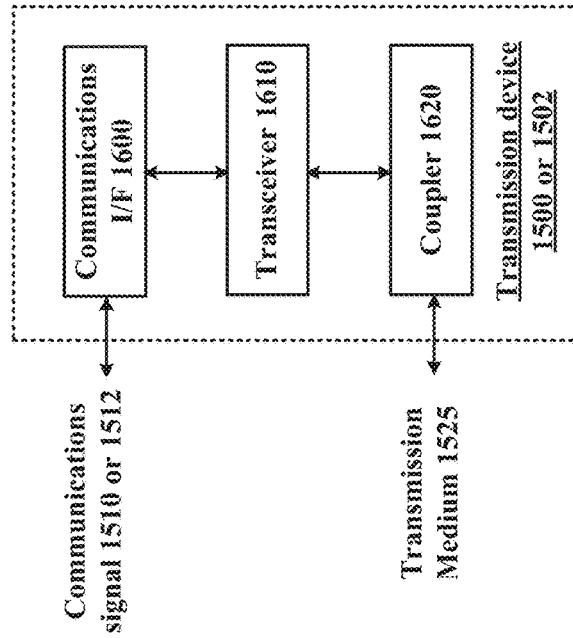 Communications
signal 1510 or 1512
Transmission
Medium 1525
Communications
I/F 1600
Transceiver 1610
Coupler 1620
Transmission device
1500 or 1502